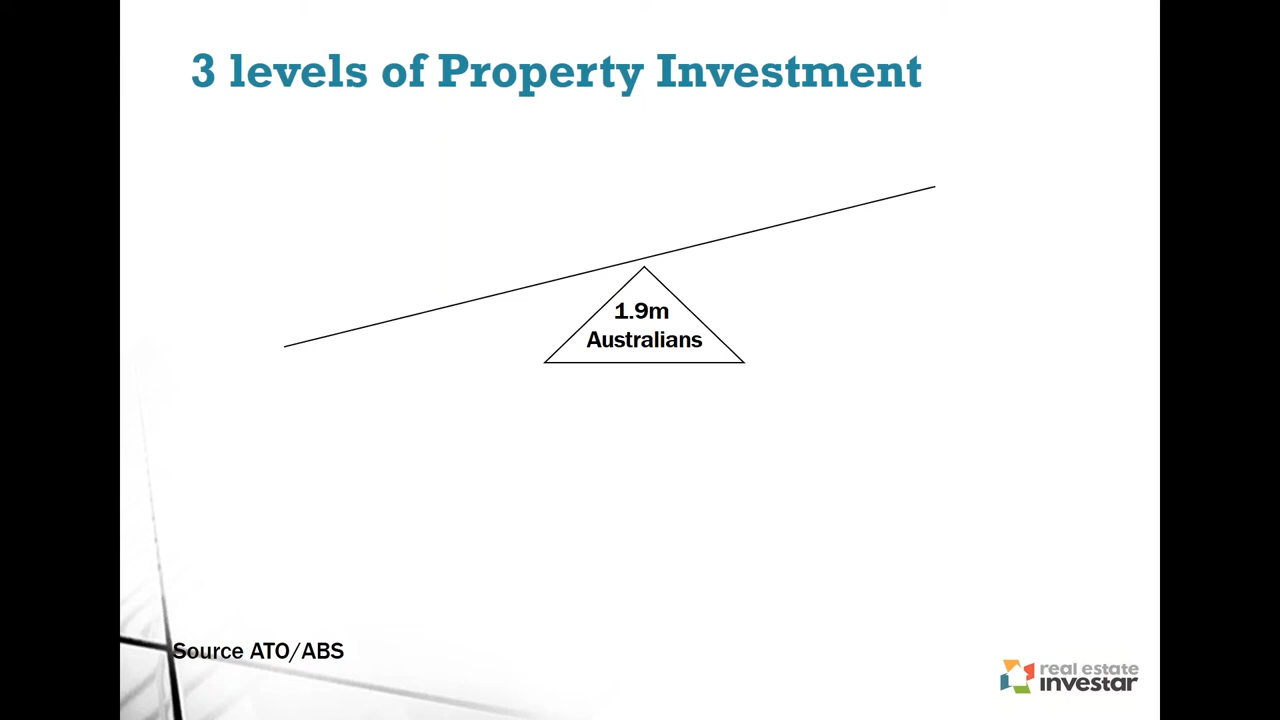 3 levels of Property Investment
1.9m
Australians
Source ATO/ABS
real estate
investar